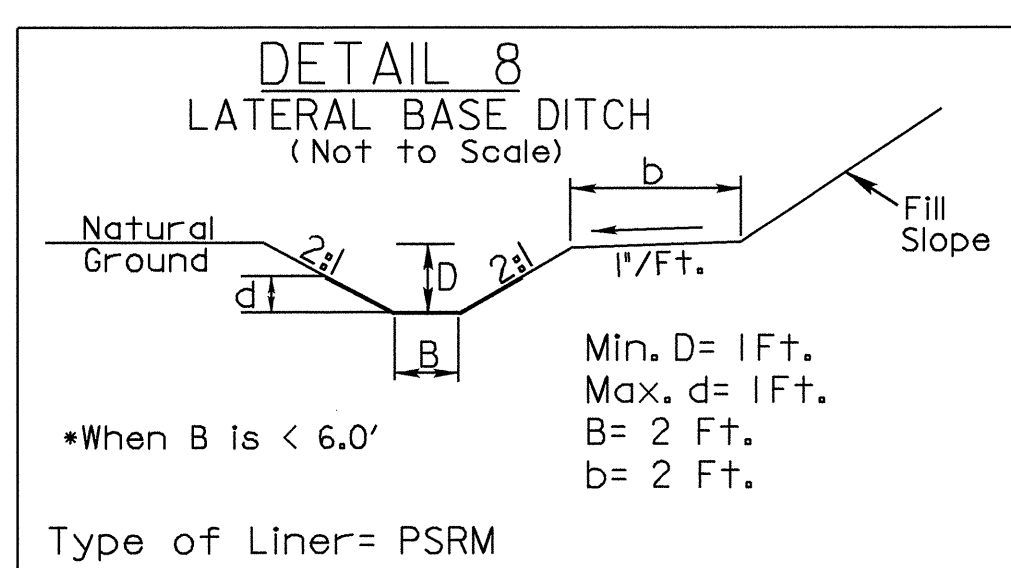 DETAIL 8
LATERAL BASE DITCH
(Not to Scale)
b
Natural
Ground
2:1
D
2:1
1"/Ft.
Fill
Slope
d
B
Min. D= 1Ft.
Max. d= 1Ft.
B= 2 Ft.
b= 2 Ft.
*When B is < 6.0'
Type of Liner= PSRM